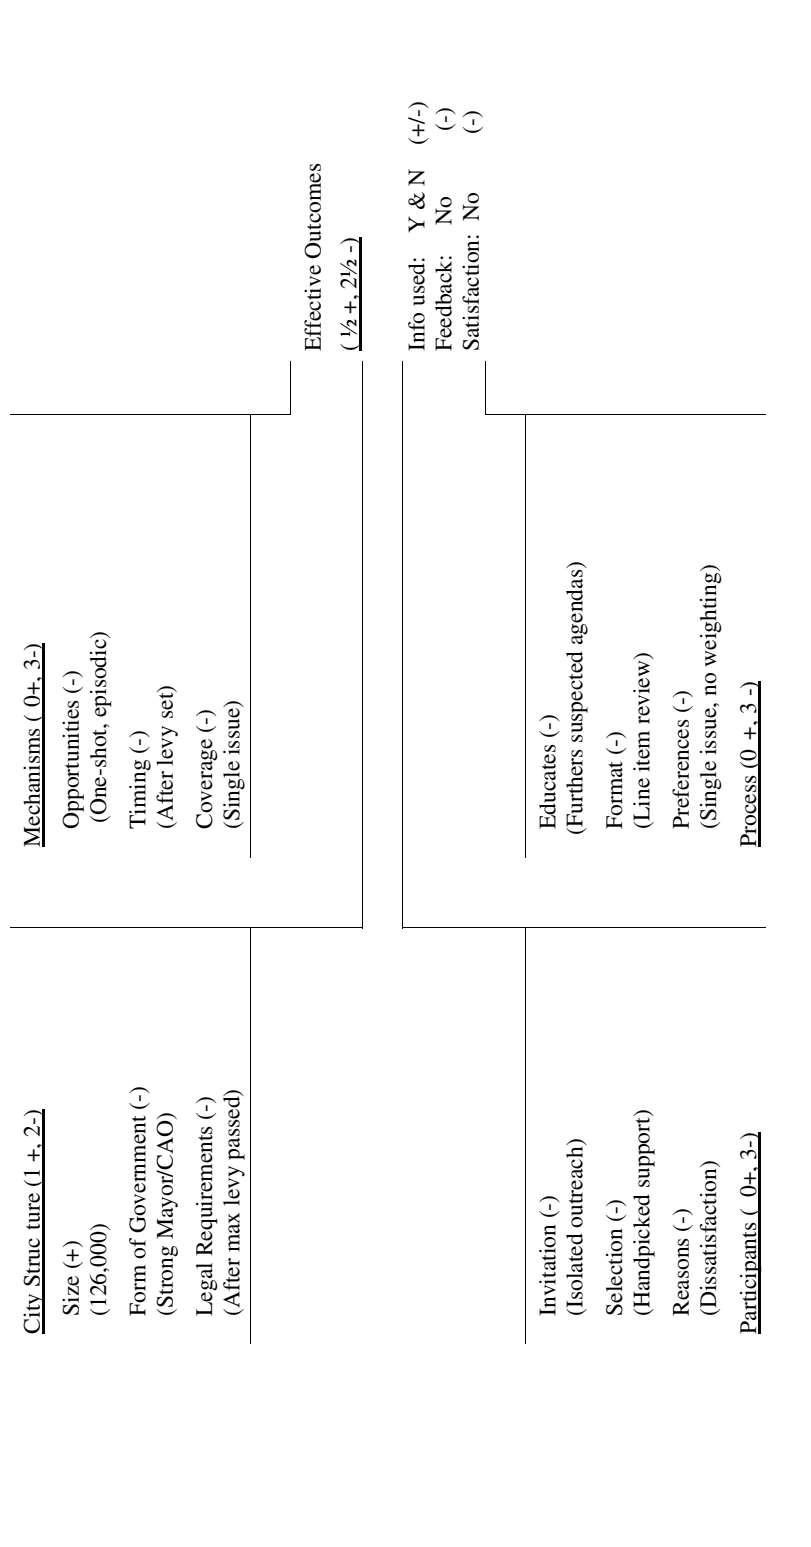 City Struc ture (1 +, 2-)
Size (+)
(126,000)
Form of Government (-)
(Strong Mayor/CAO)
Legal Requirements (-)
(After max levy passed)
Mechanisms ( 0+, 3-)
Opportunities (-)
(One-shot, episodic)
Timing (-)
(After levy set)
Coverage (-)
(Single issue)
Effective Outcomes
( ½ +, 2½ -)
Info used: Y & N (+/-)
Feedback: No (-)
Satisfaction: No (-)
Invitation (-)
(Isolated outreach)
Selection (-)
(Handpicked support)
Reasons (-)
(Dissatisfaction)
Participants ( 0+, 3-)
Educates (-)
(Furthers suspected agendas)
Format (-)
(Line item review)
Preferences (-)
(Single issue, no weighting)
Process (0 +, 3 -)